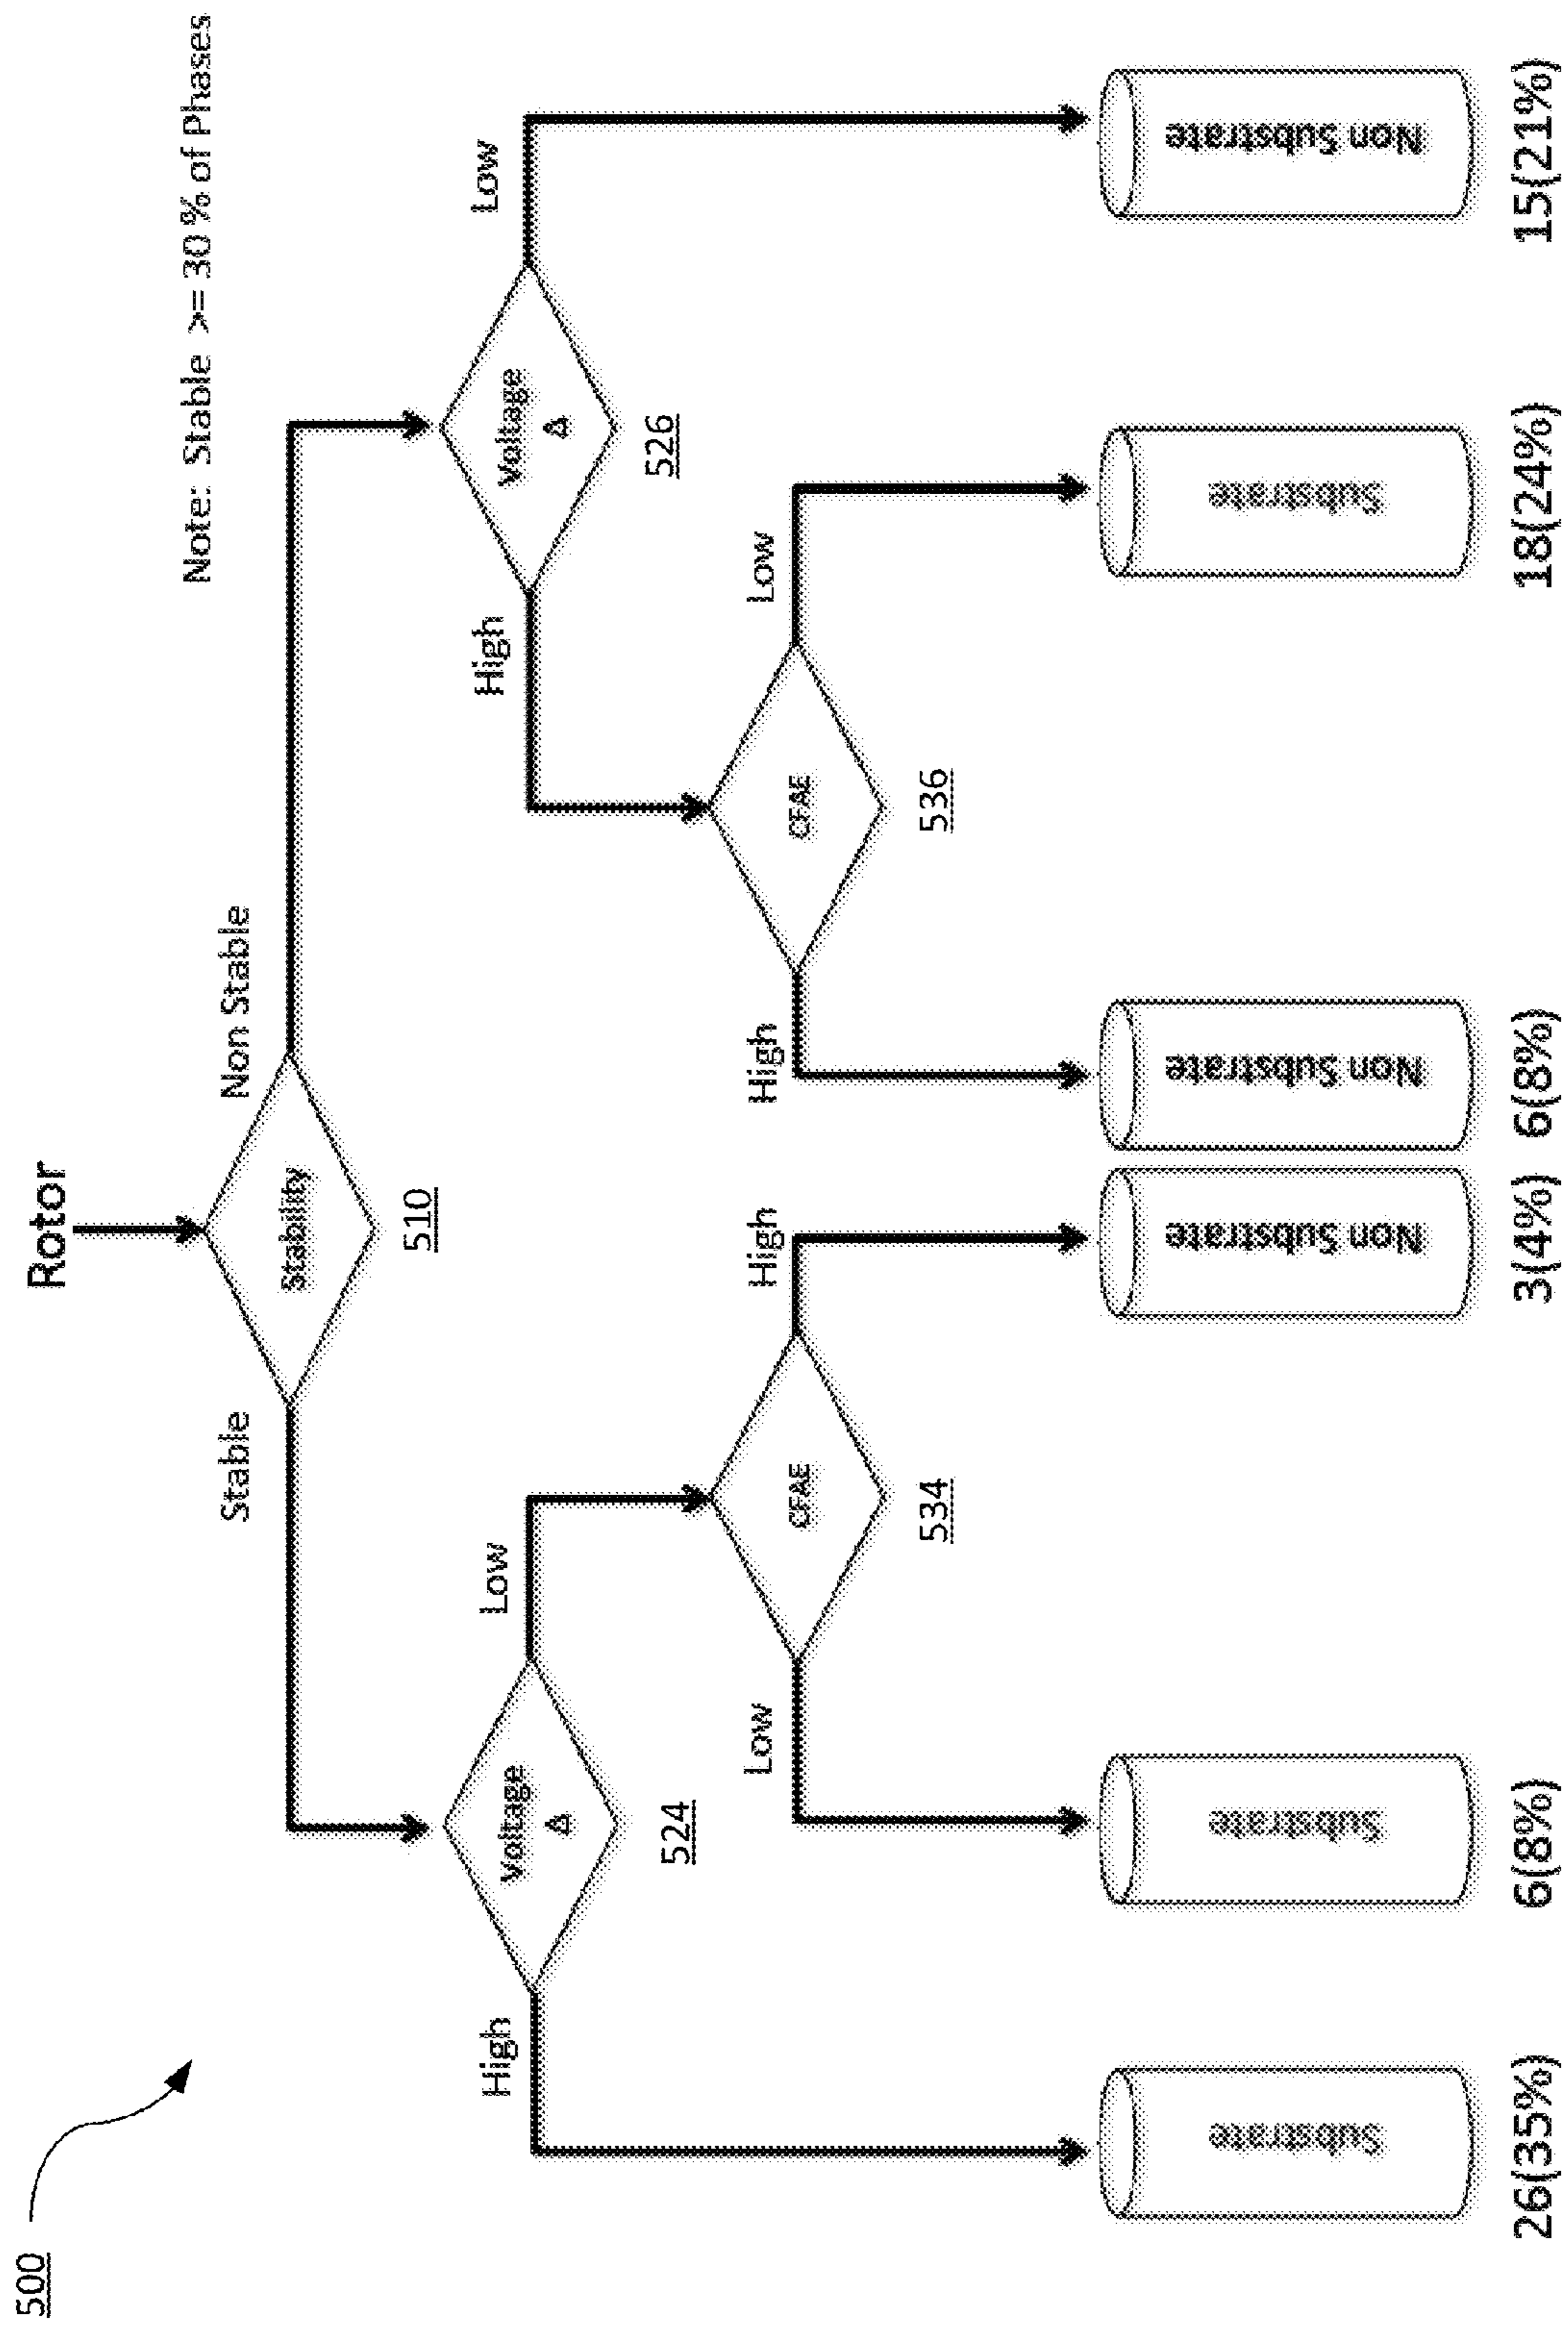 500
Rotor
Note: Stable >= 30 % of Phases
Stable
Non Stable
Stability
510
High
Low
High
Low
Voltage
Δ
524
Voltage
Δ
526
Low
High
High
Low
CFAE
534
CFAE
536
Substrate
Substrate
Non Substrate
Non Substrate
Substrate
Non Substrate
26(35%)
6(8%)
3(4%)
6(8%)
18(24%)
15(21%)